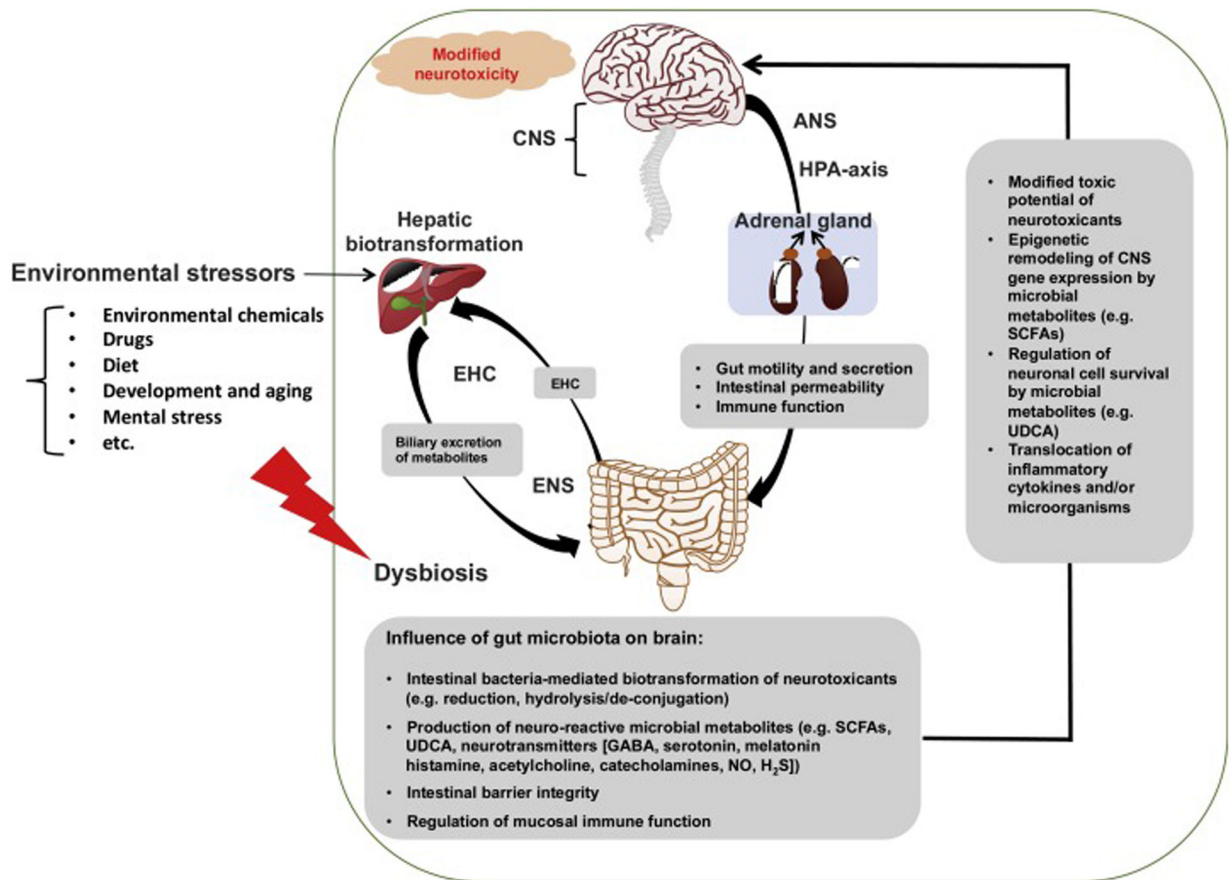 Modified
neurotoxicity
CNS
ANS
HPA-axis
Hepatic
biotransformation
Adrenal gland
Environmental stressors
• Environmental chemicals
• Drugs
• Diet
• Development and aging
• Mental stress
• etc.
EHC
EHC
Biliary excretion
of metabolites
ENS
• Gut motility and secretion
• Intestinal permeability
• Immune function
Dysbiosis
• Modified toxic
potential of
neurotoxicants
• Epigenetic
remodeling of CNS
gene expression by
microbial
metabolites (e.g.
SCFAs)
• Regulation of
neuronal cell survival
by microbial
metabolites (e.g.
UDCA)
• Translocation of
inflammatory
cytokines and/or
microorganisms
Influence of gut microbiota on brain:
• Intestinal bacteria-mediated biotransformation of neurotoxicants
(e.g. reduction, hydrolysis/de-conjugation)
• Production of neuro-reactive microbial metabolites (e.g. SCFAs,
UDCA, neurotransmitters [GABA, serotonin, melatonin
histamine, acetylcholine, catecholamines, NO, H₂S])
• Intestinal barrier integrity
• Regulation of mucosal immune function